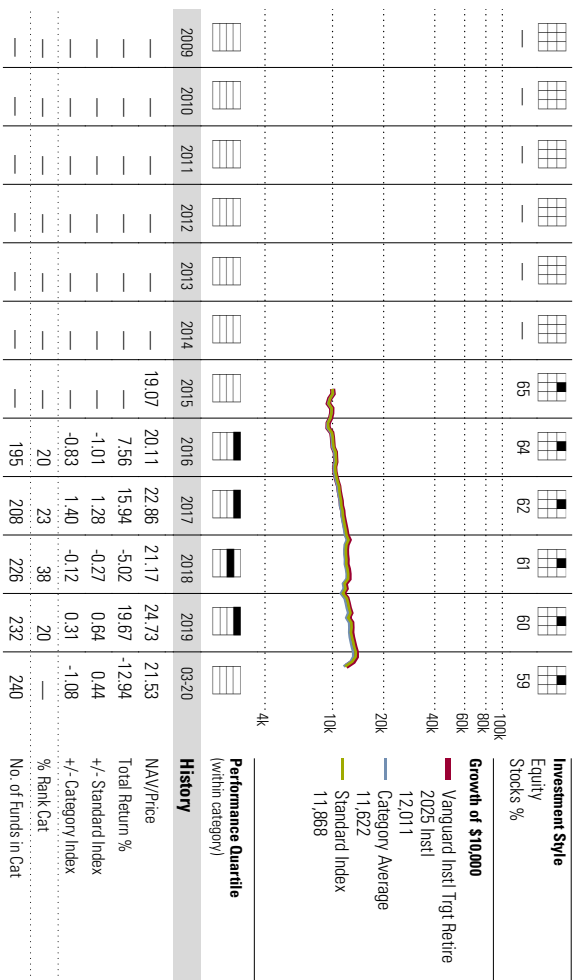 Investment Style
Equity
— — — — — — 65 64 62 61 60 59 Stocks %
100k
80k
60k
40k
20k
10k
4k
Growth of $10,000
Vanguard Instl Trgt Retire
2025 Instl
12,011
Category Average
11,622
Standard Index
11,868
Performance Quartile
(within category)
2009 2010 2011 2012 2013 2014 2015 2016 2017 2018 2019 03-20 History
— — — — — — 19.07 20.11 22.86 21.17 24.73 21.53 NAV/Price
— — — — — — — 7.56 15.94 -5.02 19.67 -12.94 Total Return %
— — — — — — — -1.01 1.28 -0.27 0.64 0.44 +/- Standard Index
— — — — — — — -0.83 1.40 -0.12 0.31 -1.08 +/- Category Index
— — — — — — — 20 23 38 20 — % Rank Cat
— — — — — — — 195 208 226 232 240 No. of Funds in Cat